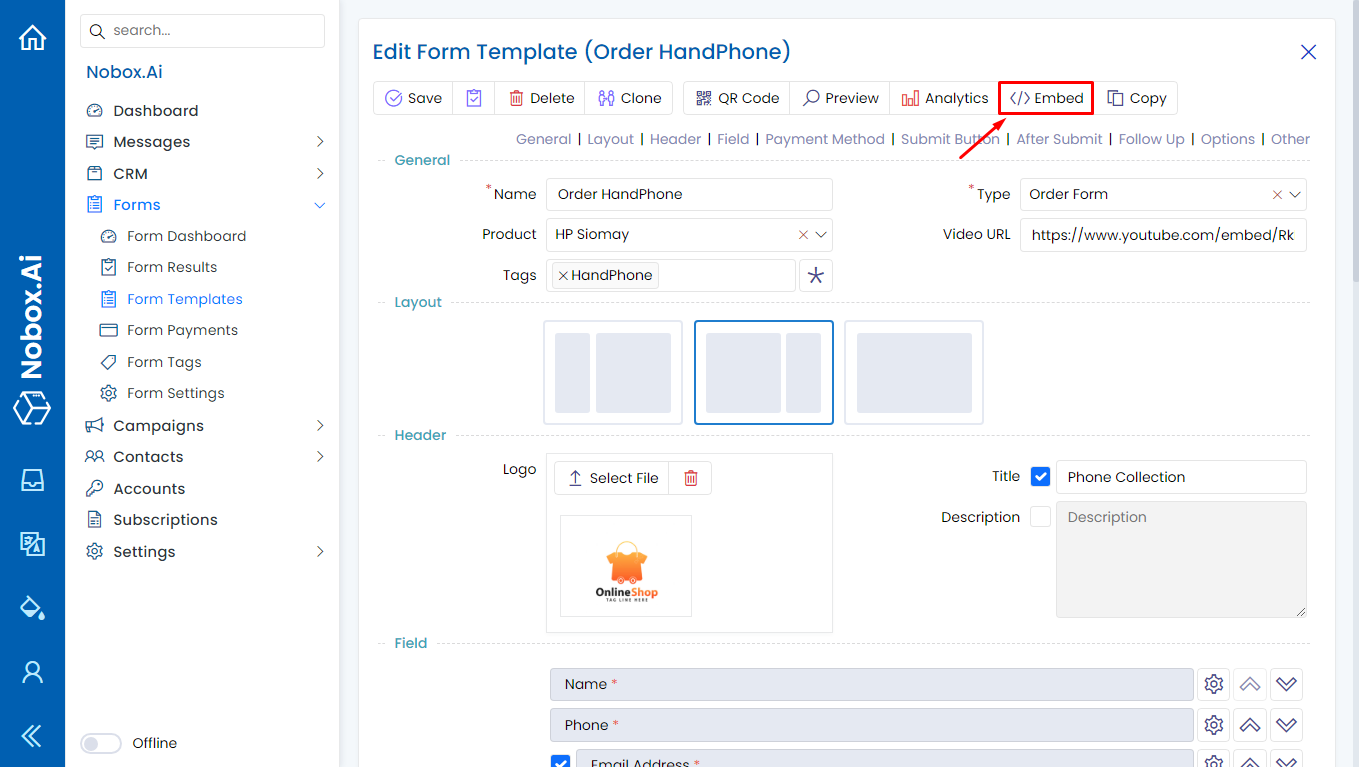 Nobox.Ai
search...
Nobox.Ai
Dashboard
Messages
CRM
Forms
Form Dashboard
Form Results
Form Templates
Form Payments
Form Tags
Form Settings
Campaigns
Contacts
Accounts
Subscriptions
Settings
Offline
Edit Form Template (Order HandPhone)
Save Delete Clone QR Code Preview Analytics </> Embed Copy
General | Layout | Header | Field | Payment Method | Submit Button | After Submit | Follow Up | Options | Other
General
* Name Order HandPhone * Type Order Form
Product HP Siomay Video URL https://www.youtube.com/embed/Rk
Tags HandPhone
Layout
Header
Logo Select File Title Phone Collection
Description Description
OnlineShop
TAG LINE HERE
Field
Name *
Phone *
Email Address *